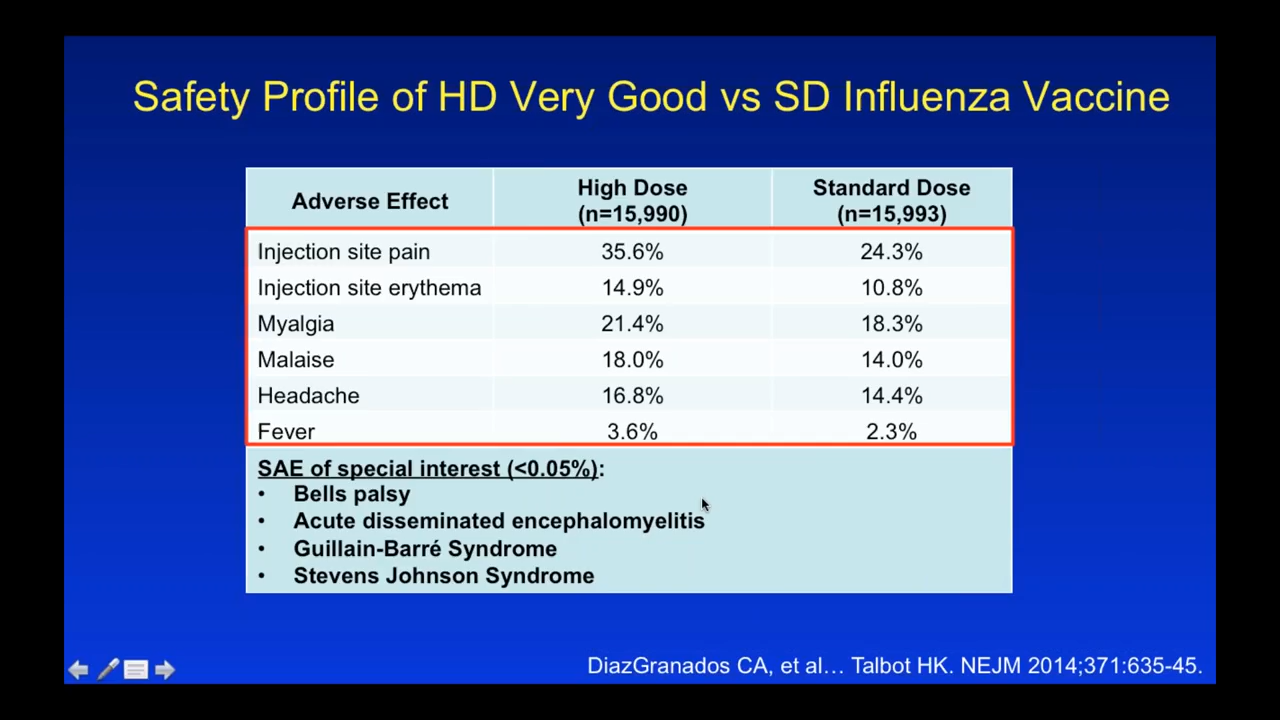 Safety Profile of HD Very Good vs SD Influenza Vaccine
Adverse Effect High Dose (n=15,990) Standard Dose (n=15,993)
Injection site pain 35.6% 24.3%
Injection site erythema 14.9% 10.8%
Myalgia 21.4% 18.3%
Malaise 18.0% 14.0%
Headache 16.8% 14.4%
Fever 3.6% 2.3%
SAE of special interest (<0.05%):
• Bells palsy
• Acute disseminated encephalomyelitis
• Guillain-Barré Syndrome
• Stevens Johnson Syndrome
DiazGranados CA, et al… Talbot HK. NEJM 2014;371:635-45.